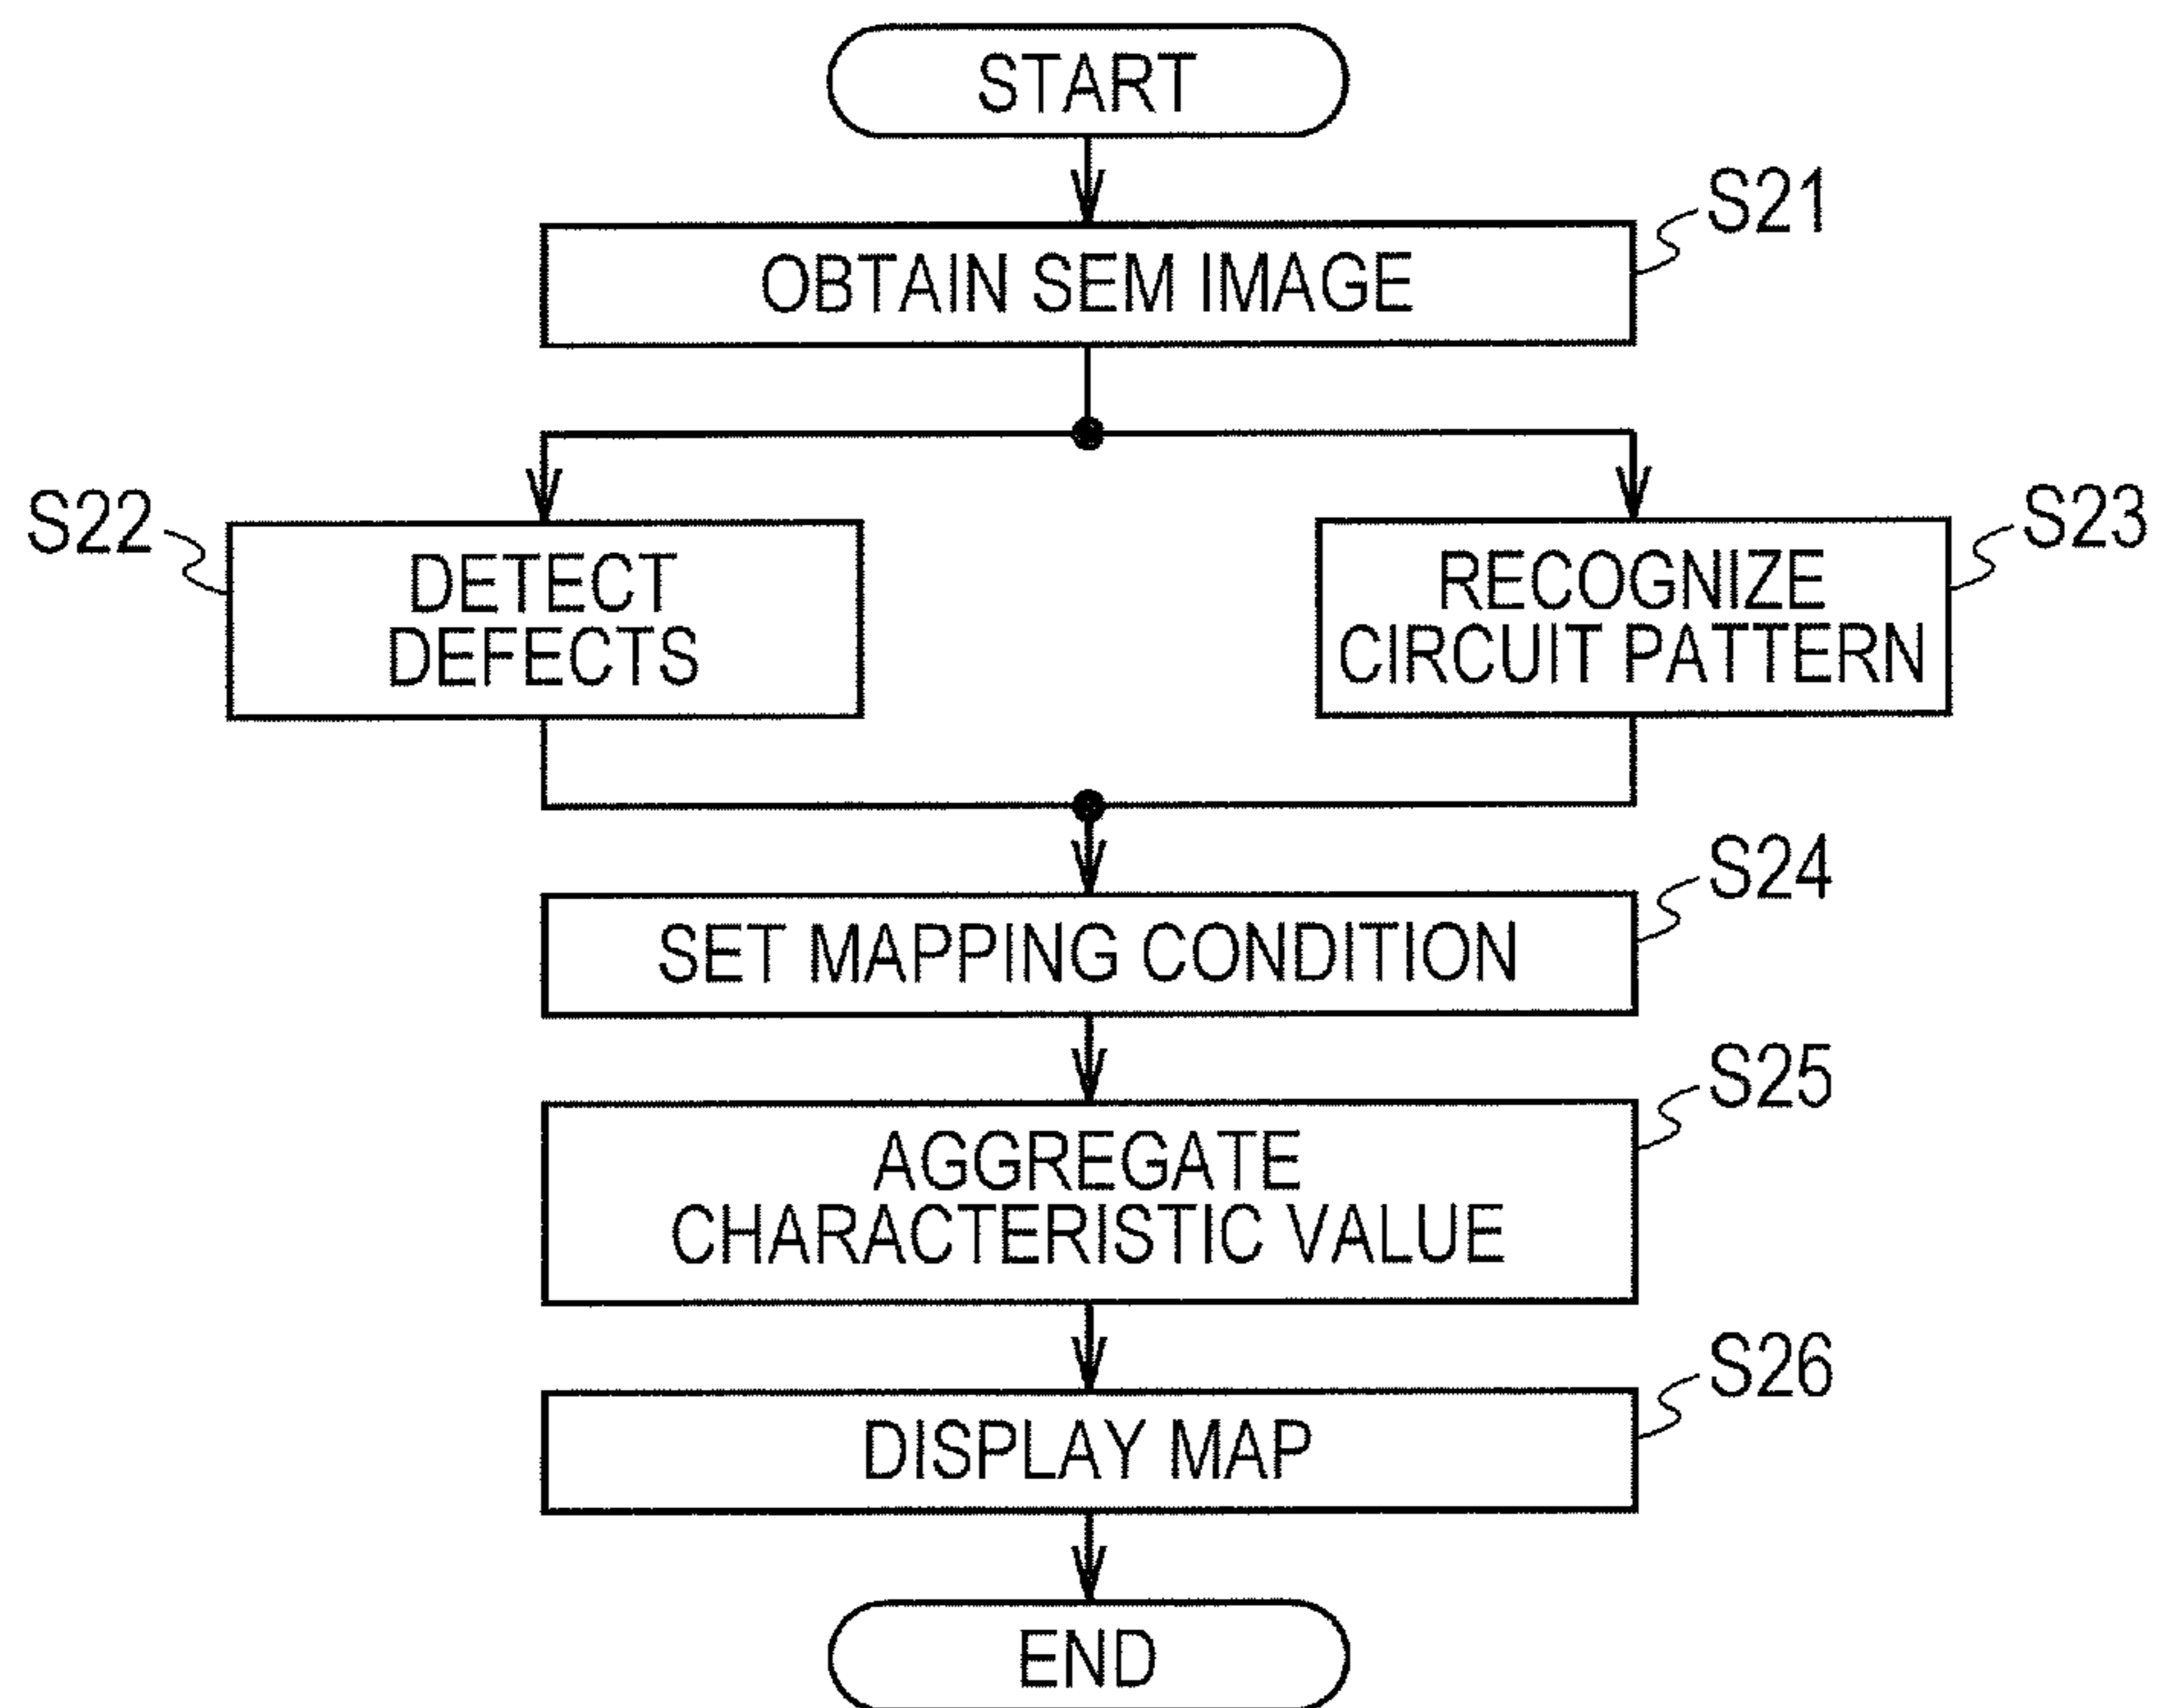 START
S21
OBTAIN SEM IMAGE
S22
DETECT
DEFECTS
S23
RECOGNIZE
CIRCUIT PATTERN
S24
SET MAPPING CONDITION
S25
AGGREGATE
CHARACTERISTIC VALUE
S26
DISPLAY MAP
END